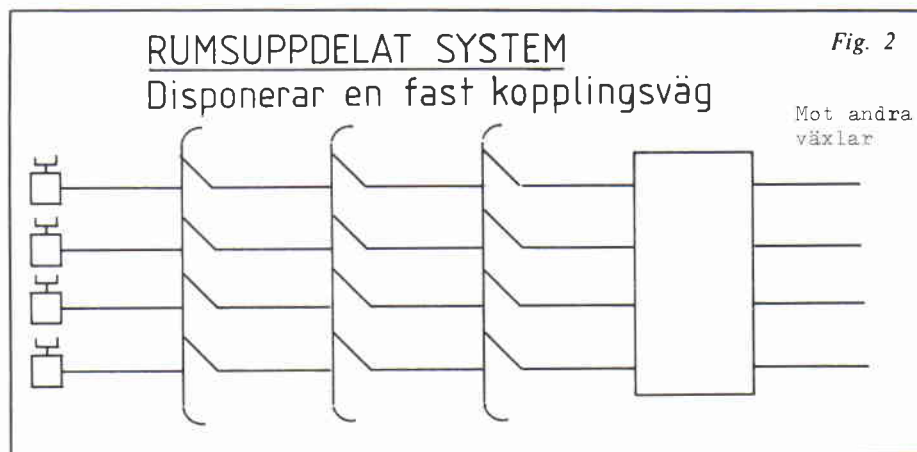 RUMSUPPDELAT SYSTEM
Fig. 2
Disponerar en fast kopplingsväg
Mot andra
växlar